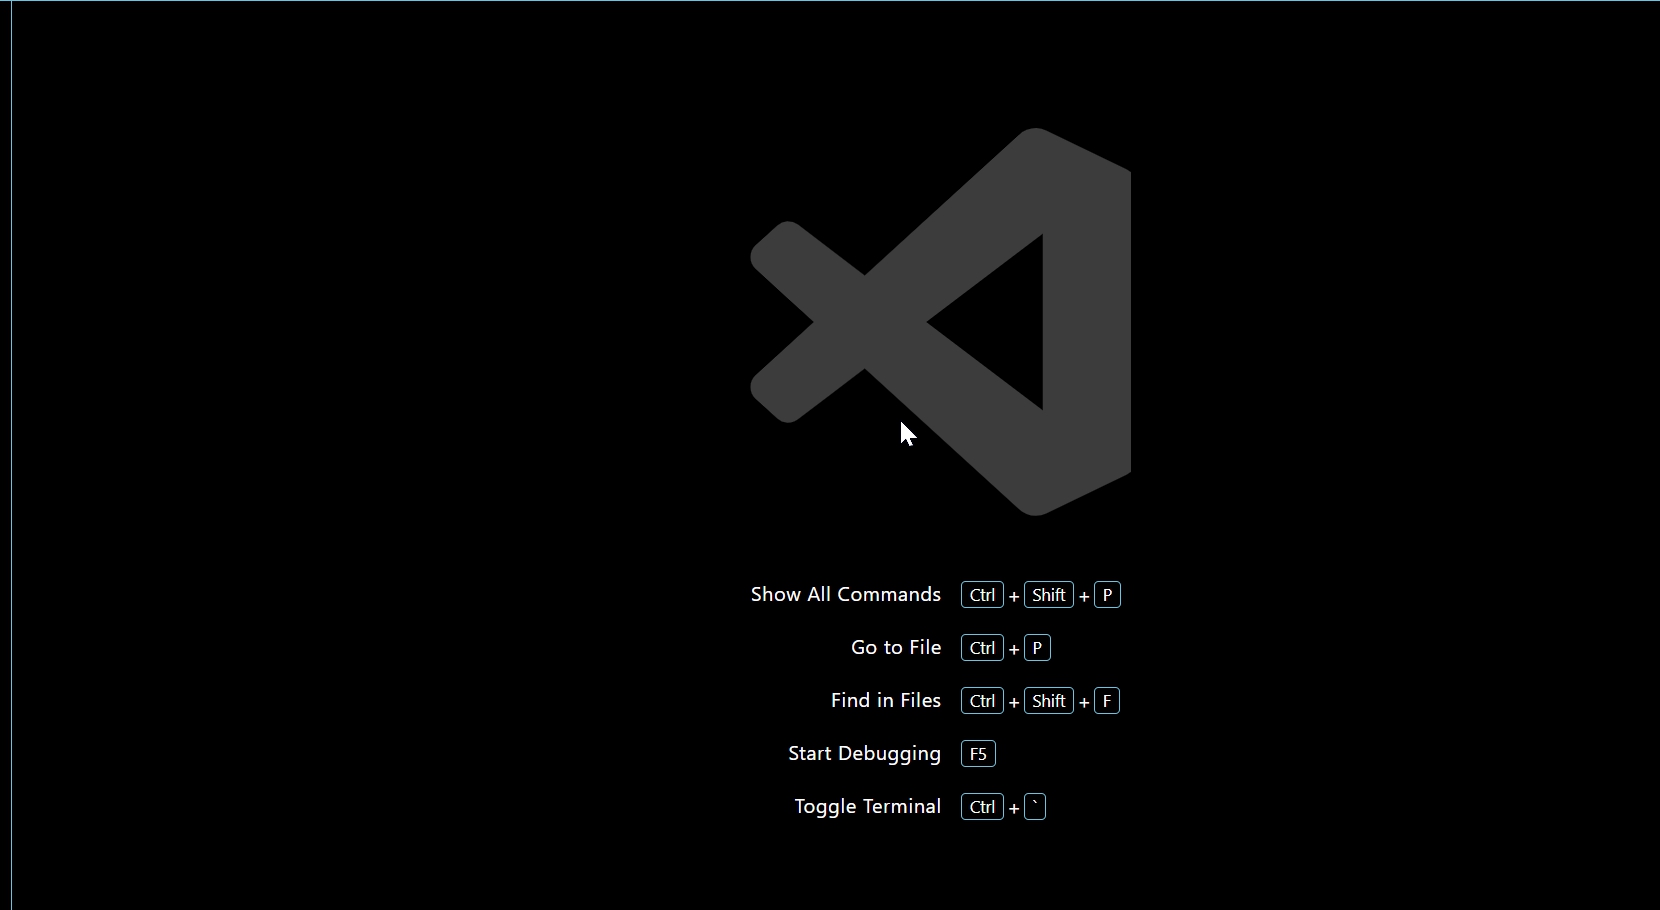 Show All Commands Ctrl + Shift + P
Go to File Ctrl + P
Find in Files Ctrl + Shift + F
Start Debugging F5
Toggle Terminal Ctrl + `